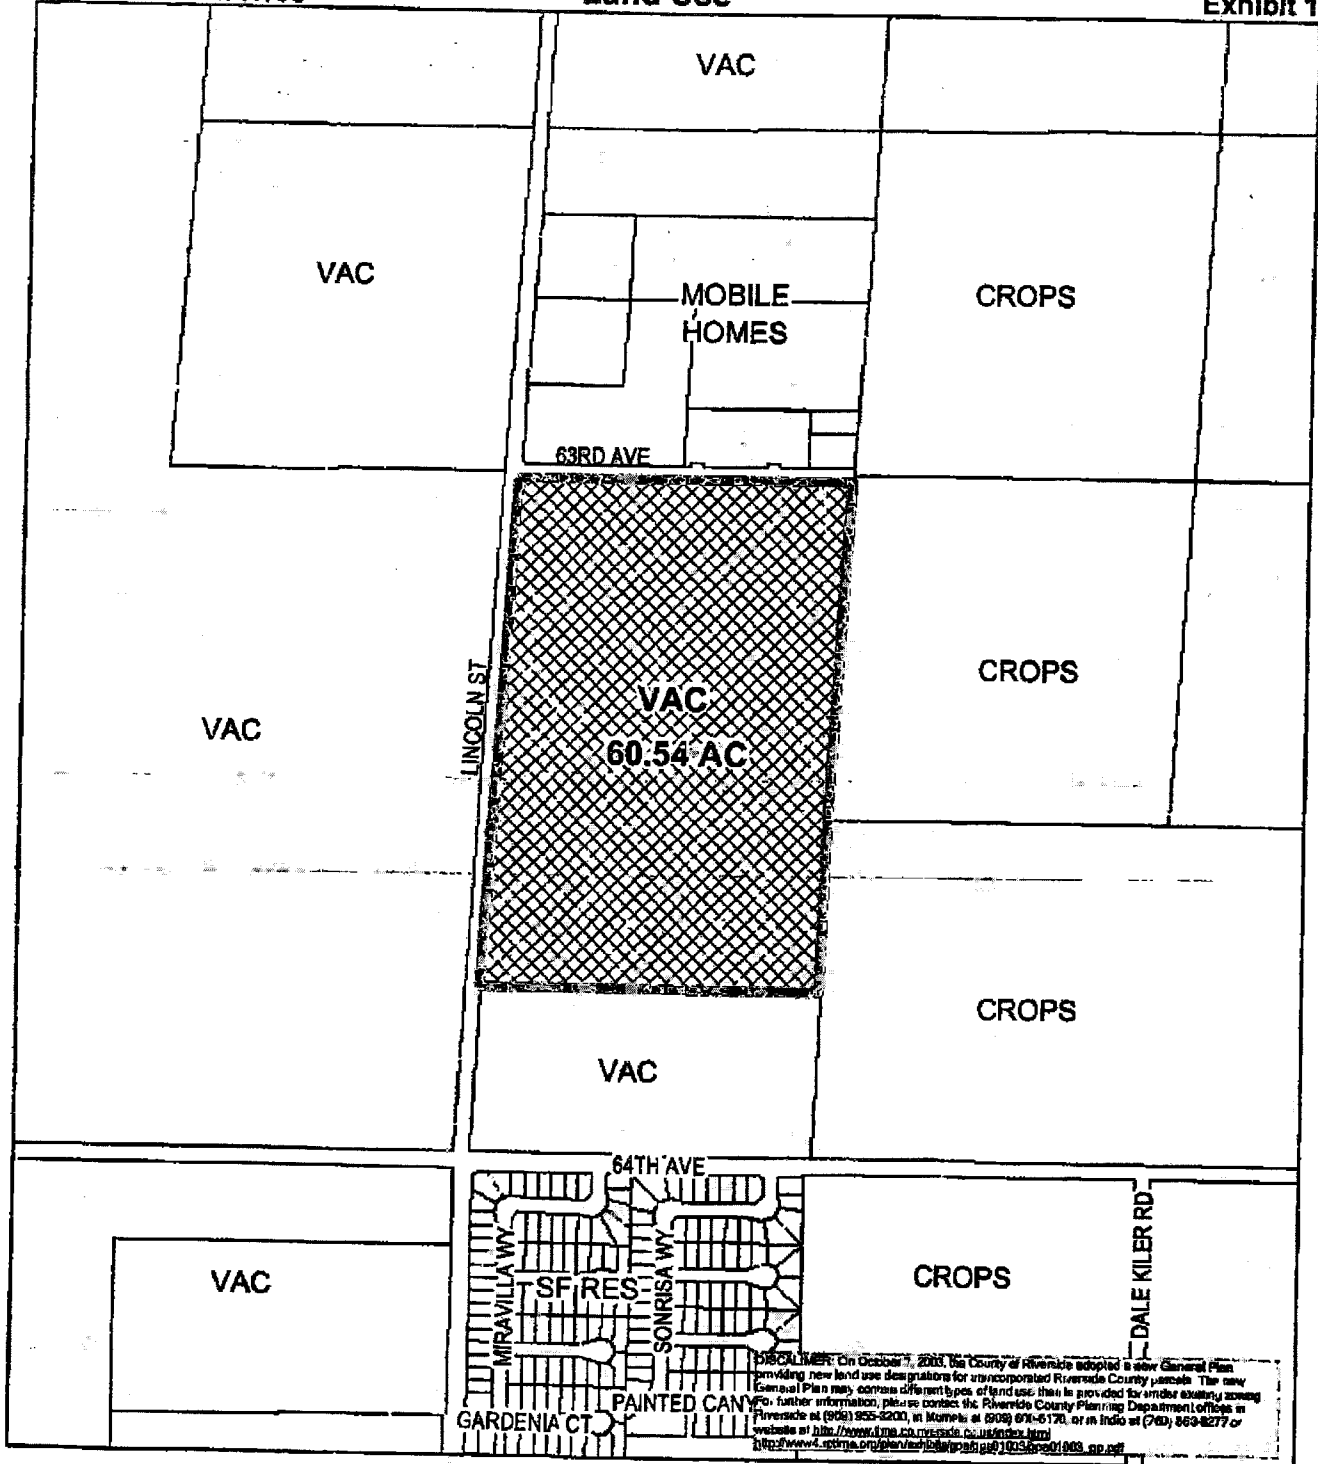 Land Use
Exhibit 1
VAC
VAC
MOBILE
HOMES
CROPS
63RD AVE
LINCOLN ST
VAC
60.54 AC
CROPS
VAC
CROPS
VAC
64TH AVE
MIRAVILLA WY
SF RES
SONRISA WY
VAC
CROPS
DALE KILER RD
PAINTED CANY
GARDENIA CT
DISCALIMER: On October 7, 2003, the County of Riverside adopted a new General Plan
providing new land use designations for unincorporated Riverside County parcels. The new
General Plan may contain different types of land use than is provided for under existing zoning
For further information, please contact the Riverside County Planning Department offices in
Riverside at (909) 955-3200, in Murrieta at (909) 600-6170, or in Indio at (760) 863-8277 or
website at